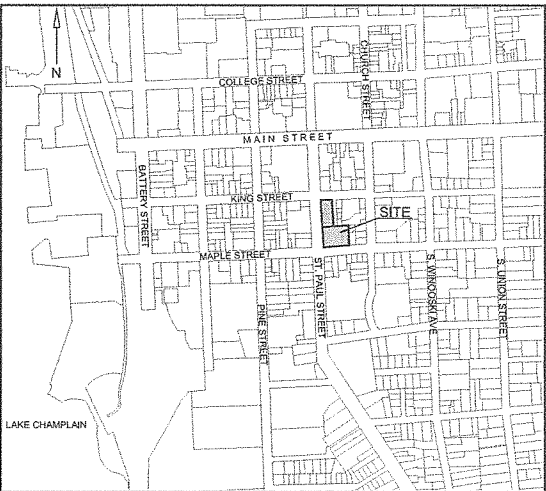 N
COLLEGE STREET
CHURCH STREET
MAIN STREET
BATTERY STREET
KING STREET
SITE
MAPLE STREET
ST. PAUL STREET
PINE STREET
S. WINOOSKI AVE
S. UNION STREET
LAKE CHAMPLAIN